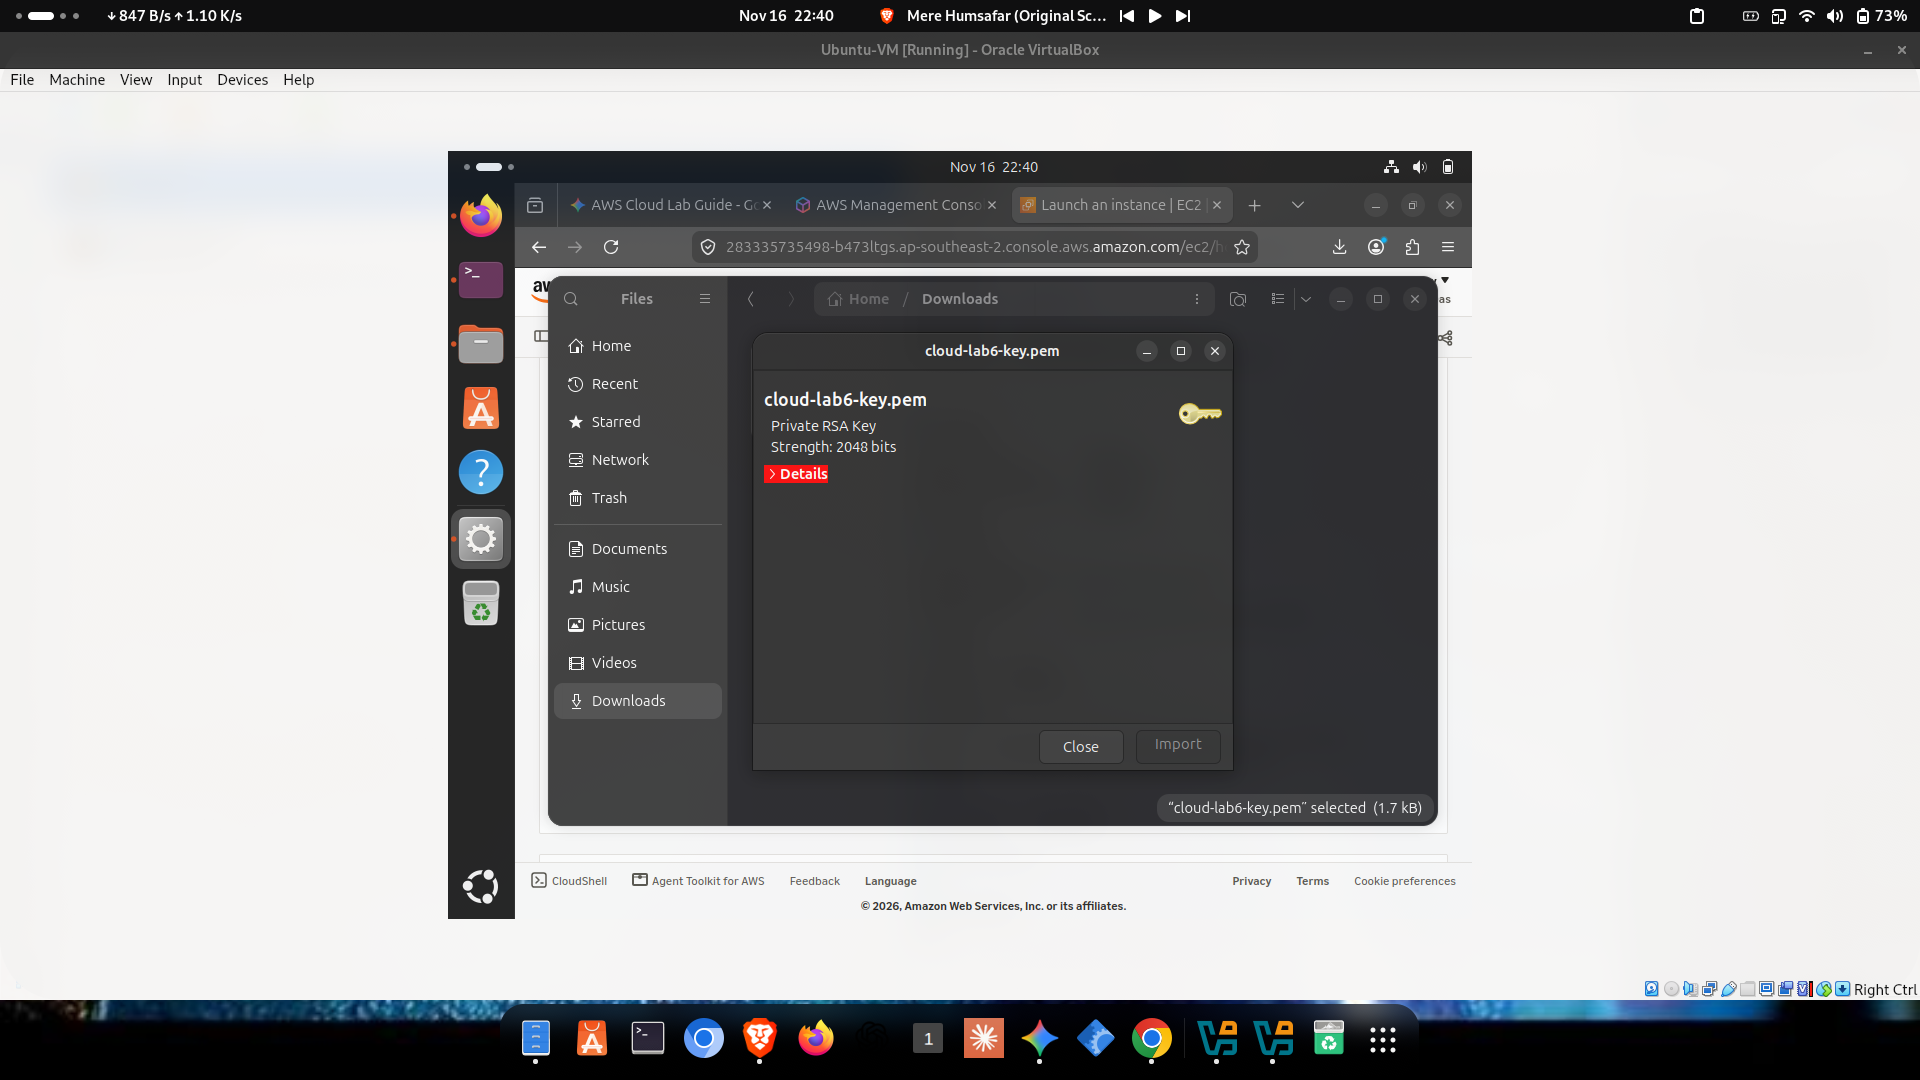 ↓ 847 B/s ↑ 1.10 K/s
Nov 16 22:40
Mere Humsafar (Original Sc...
73%
Ubuntu-VM [Running] - Oracle VirtualBox
File Machine View Input Devices Help
Nov 16 22:40
AWS Cloud Lab Guide - Go
AWS Management Conso
Launch an instance | EC2 |
283335735498-b473ltgs.ap-southeast-2.console.aws.amazon.com/ec2/h
aw
as
Files
Home / Downloads
Home
Recent
Starred
Network
Trash
Documents
Music
Pictures
Videos
Downloads
cloud-lab6-key.pem
cloud-lab6-key.pem
Private RSA Key
Strength: 2048 bits
> Details
Close
Import
“cloud-lab6-key.pem” selected (1.7 kB)
CloudShell
Agent Toolkit for AWS
Feedback
Language
Privacy
Terms
Cookie preferences
© 2026, Amazon Web Services, Inc. or its affiliates.
Right Ctrl
1